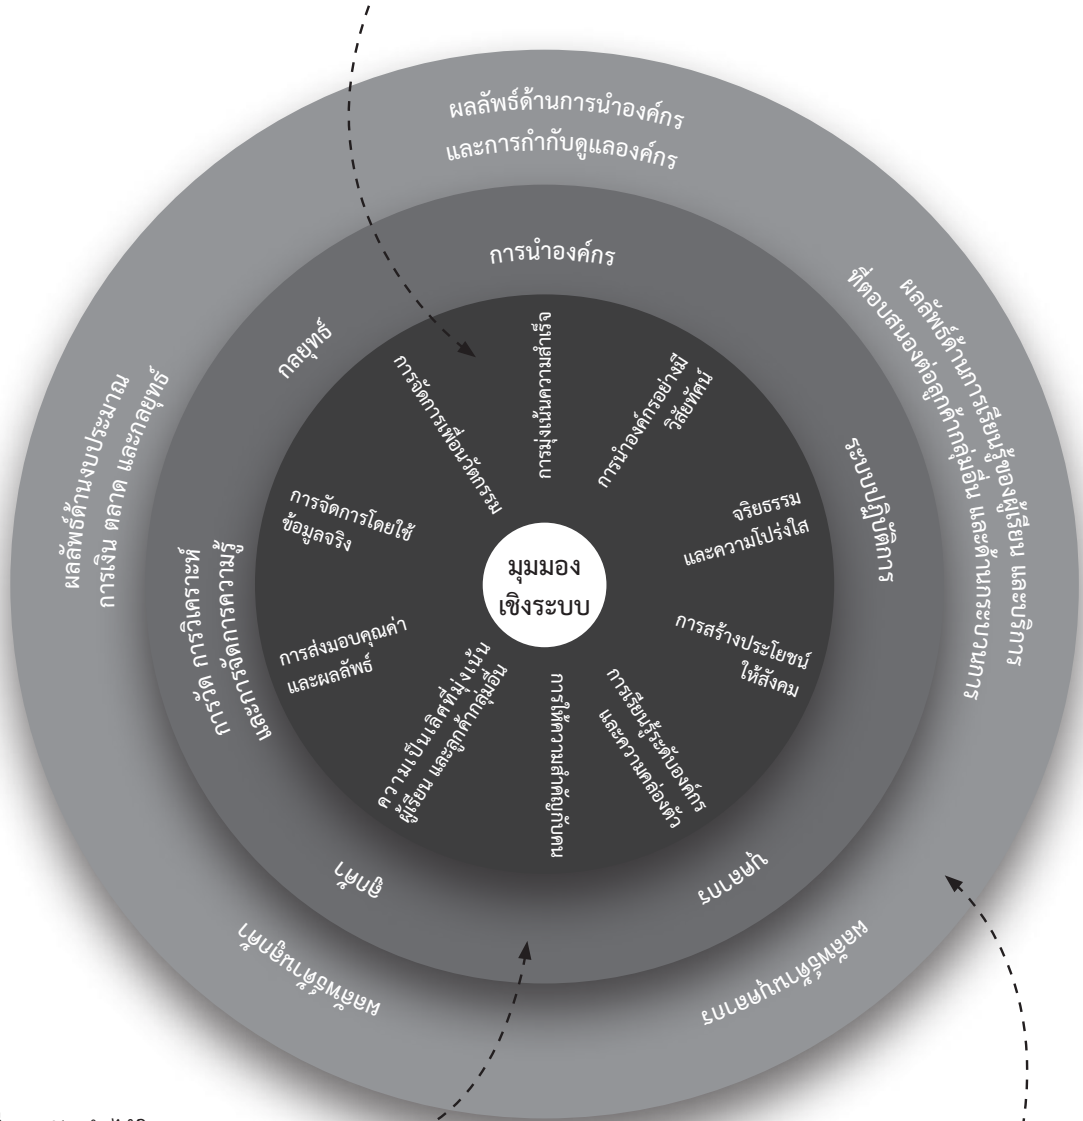 ผลลัพธ์ด้านการนำองค์กร
และการกำกับดูแลองค์กร
การนำองค์กร
กลยุทธ์
ผลลัพธ์ด้านการเรียนรู้ของผู้เรียน และบริการ
ที่ตอบสนองต่อลูกค้ากลุ่มอื่น และด้านกระบวนการ
ผลลัพธ์ด้านงบประมาณ
การเงิน ตลาด และกลยุทธ์
ระบบปฏิบัติการ
การวัด การวิเคราะห์
และการจัดการความรู้
การมุ่งเน้นความสำเร็จ
การนำองค์กรอย่างมี
วิสัยทัศน์
จริยธรรม
และความโปร่งใส
การสร้างประโยชน์
ให้สังคม
การเรียนรู้ระดับองค์กร
และความคล่องตัว
การให้ความสำคัญกับคน
ความเป็นเลิศที่มุ่งเน้น
ผู้เรียน และลูกค้ากลุ่มอื่น
การส่งมอบคุณค่า
และผลลัพธ์
การจัดการโดยใช้
ข้อมูลจริง
การจัดการเพื่อนวัตกรรม
มุมมอง
เชิงระบบ
ลูกค้า
บุคลากร
ผลลัพธ์ด้านลูกค้า
ผลลัพธ์ด้านบุคลากร